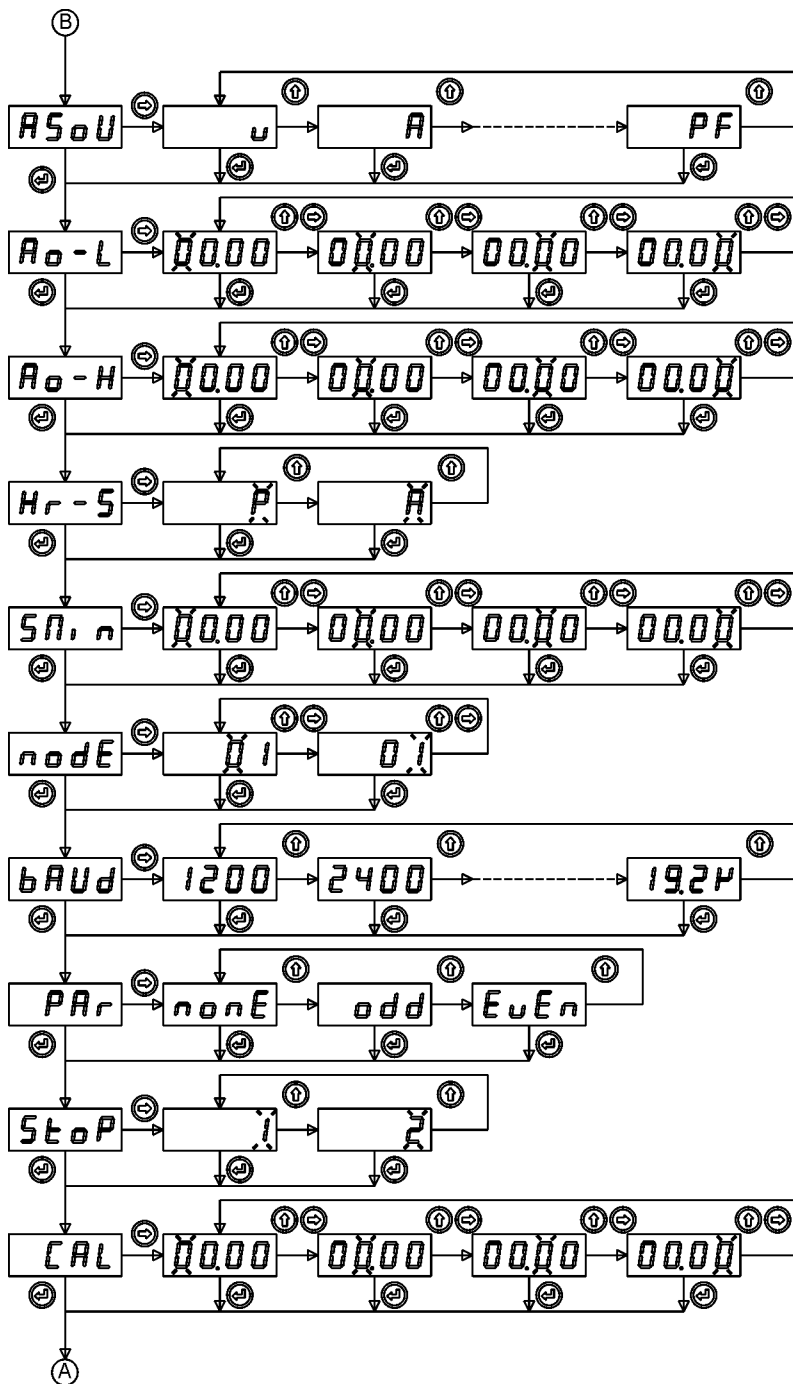 B
ASoU u A PF
Ao-L 00.00 00.00 00.00 00.00
Ao-H 00.00 00.00 00.00 00.00
Hr-S P A
SMin 00.00 00.00 00.00 00.00
nodE 01 01
bAUd 1200 2400 19.2K
PAr nonE odd EvEn
StoP 1 2
CAL 00.00 00.00 00.00 00.00
A